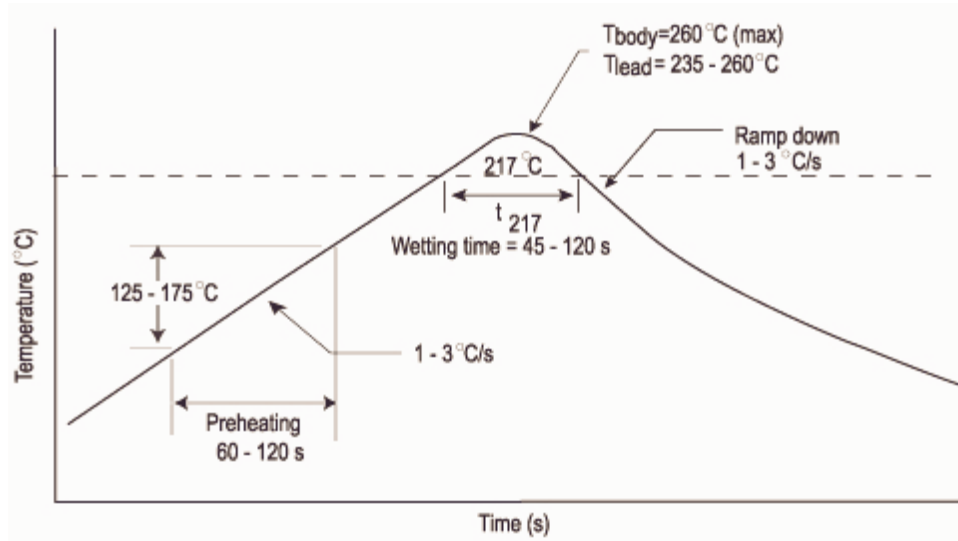 Tbody=260°C (max)
Tlead= 235 - 260°C
Ramp down
1 - 3 °C/s
217 °C
t 217
Wetting time = 45 - 120 s
125 - 175°C
1 - 3°C/s
Preheating
60 - 120 s
Temperature (°C)
Time (s)